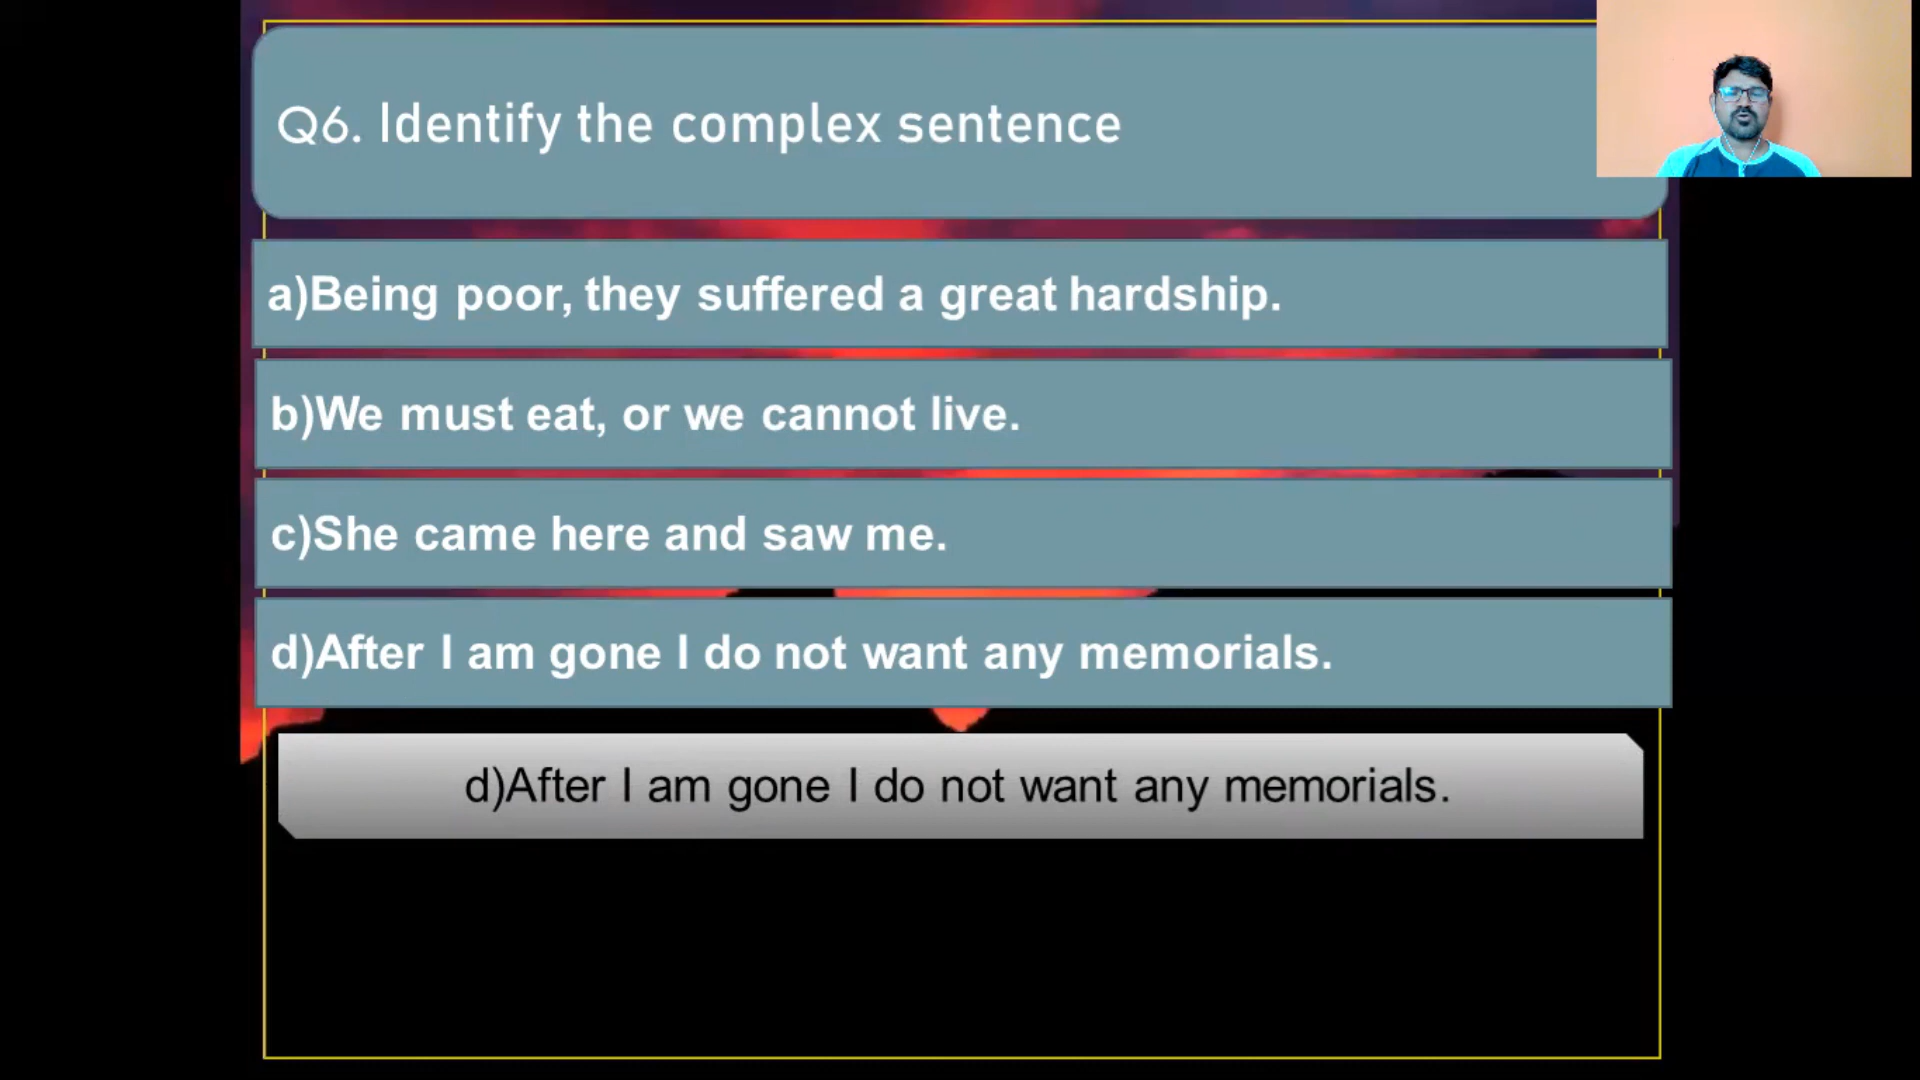 Q6. Identify the complex sentence
a)Being poor, they suffered a great hardship.
b)We must eat, or we cannot live.
c)She came here and saw me.
d)After I am gone I do not want any memorials.
d)After I am gone I do not want any memorials.